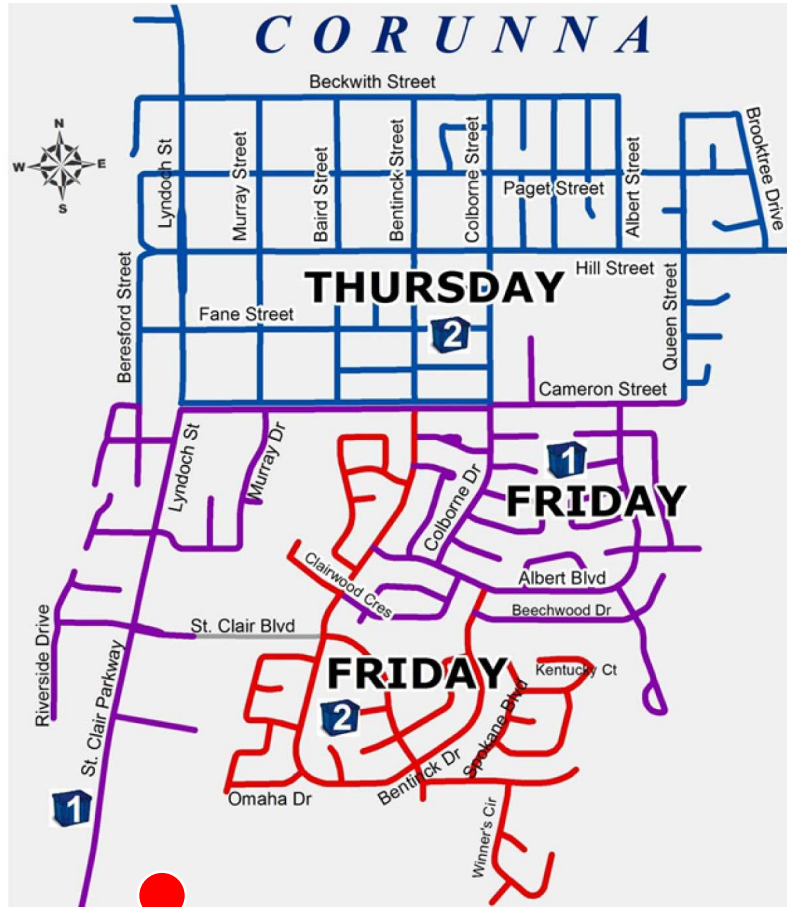 CORUNNA
Beckwith Street
N
W
E
S
Lyndoch St
Murray Street
Baird Street
Bentinck Street
Colborne Street
Paget Street
Albert Street
Brooktree Drive
Hill Street
THURSDAY
2
Beresford Street
Fane Street
Queen Street
Cameron Street
Lyndoch St
Murray Dr
1
FRIDAY
Colborne Dr
Clairwood Cres
Albert Blvd
Beechwood Dr
St. Clair Blvd
Riverside Drive
St. Clair Parkway
FRIDAY
2
Kentucky Ct
Spokane Blvd
Bentinck Dr
Omaha Dr
1
Winner's Cir